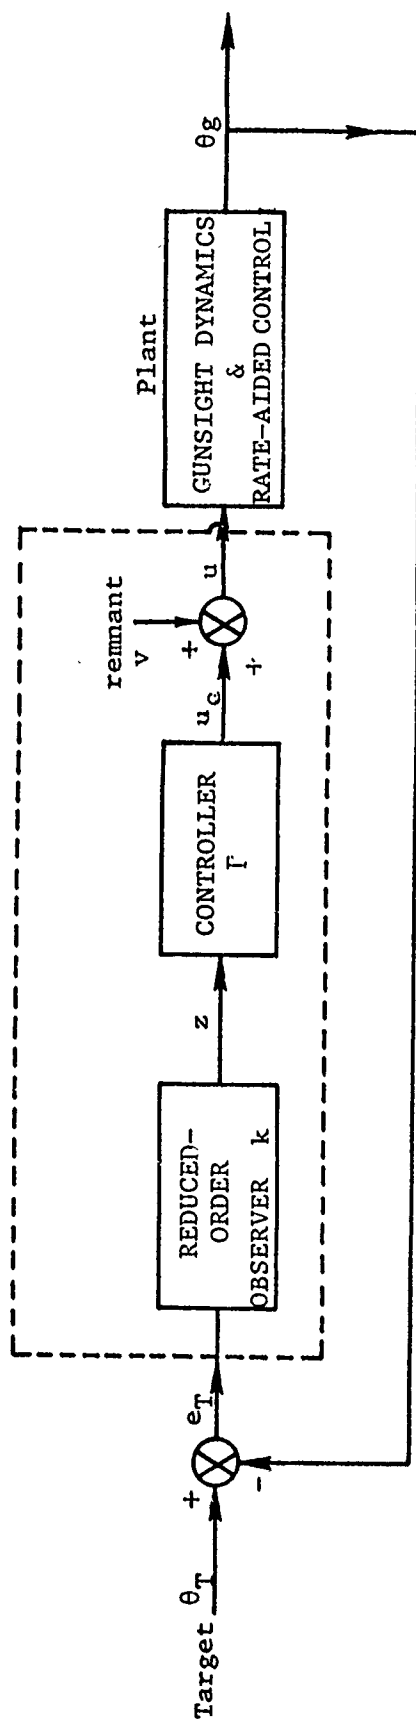 Target θT
+
-
eT
REDUCED-
ORDER
OBSERVER k
z
CONTROLLER
Γ
uc
+
+
remnant
v
u
Plant
GUNSIGHT DYNAMICS
&
RATE-AIDED CONTROL
θg